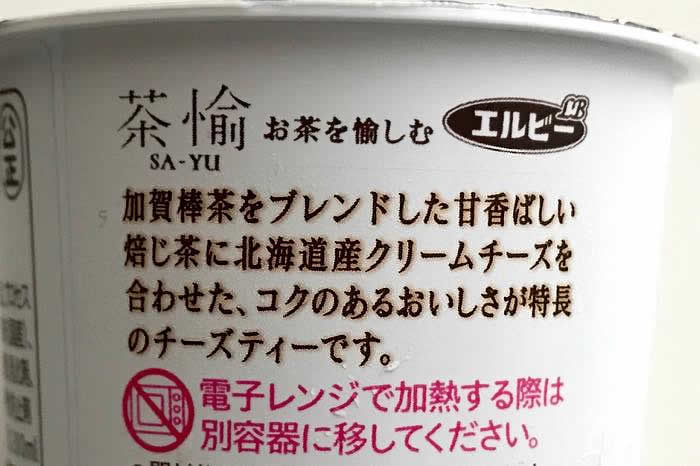 茶愉 お茶を愉しむ エルビー
SA-YU
加賀棒茶をブレンドした甘香ばしい
焙じ茶に北海道産クリームチーズを
合わせた、コクのあるおいしさが特長
のチーズティーです。
電子レンジで加熱する際は
別容器に移してください。
公正